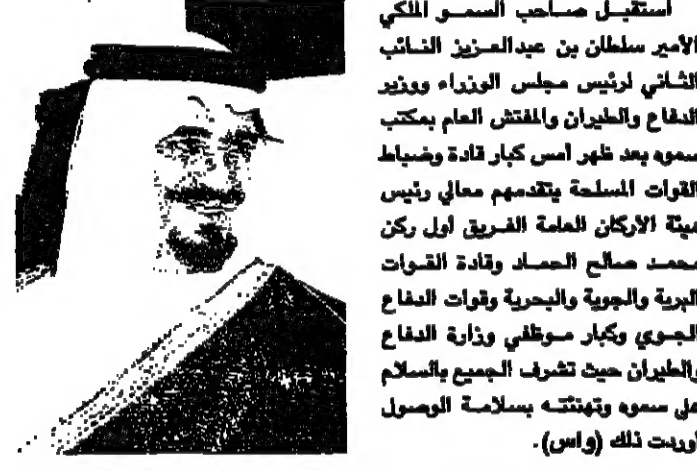 استقبل صاحب السمو الملكي
الأمير سلطان بن عبدالعزيز النائب
الثاني لرئيس مجلس الوزراء ووزير
الدفاع والطيران والمفتش العام بمكتب
سموه بعد ظهر أمس كبار قادة وضباط
القوات المسلحة يتقدمهم معالي رئيس
هيئة الاركان العامة الفريق أول ركن
محمد صالح الحماد وقادة القوات
البرية والجوية والبحرية وقوات الدفاع
الجوي وكبار موظفي وزارة الدفاع
والطيران حيث تشرف الجميع بالسلام
على سموه وتهنئته بسلامة الوصول
أوردت ذلك (واس).